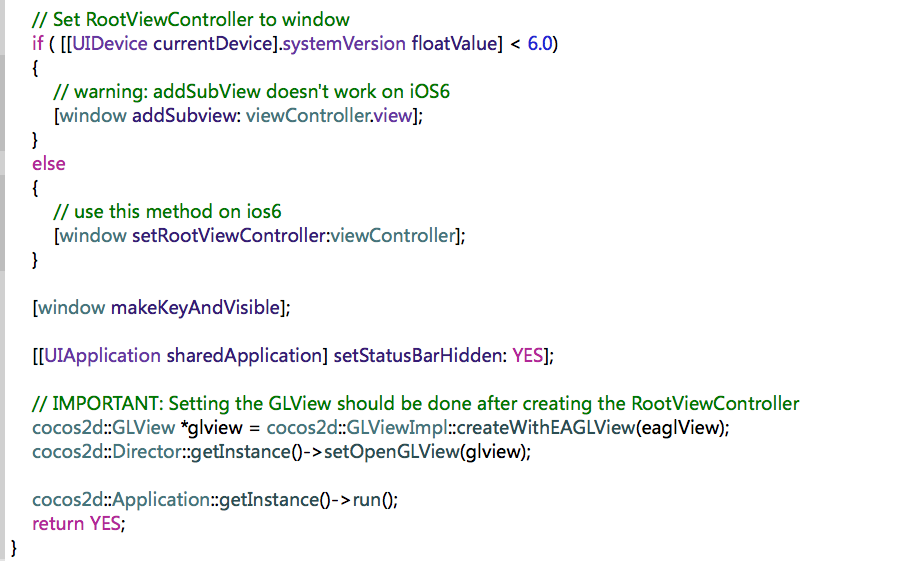 // Set RootViewController to window
if ( [[UIDevice currentDevice].systemVersion floatValue] < 6.0)
{
// warning: addSubView doesn't work on iOS6
[window addSubview: viewController.view];
}
else
{
// use this method on ios6
[window setRootViewController:viewController];
}
[window makeKeyAndVisible];
[[UIApplication sharedApplication] setStatusBarHidden: YES];
// IMPORTANT: Setting the GLView should be done after creating the RootViewController
cocos2d::GLView *glview = cocos2d::GLViewImpl::createWithEAGLView(eaglView);
cocos2d::Director::getInstance()->setOpenGLView(glview);
cocos2d::Application::getInstance()->run();
return YES;
}